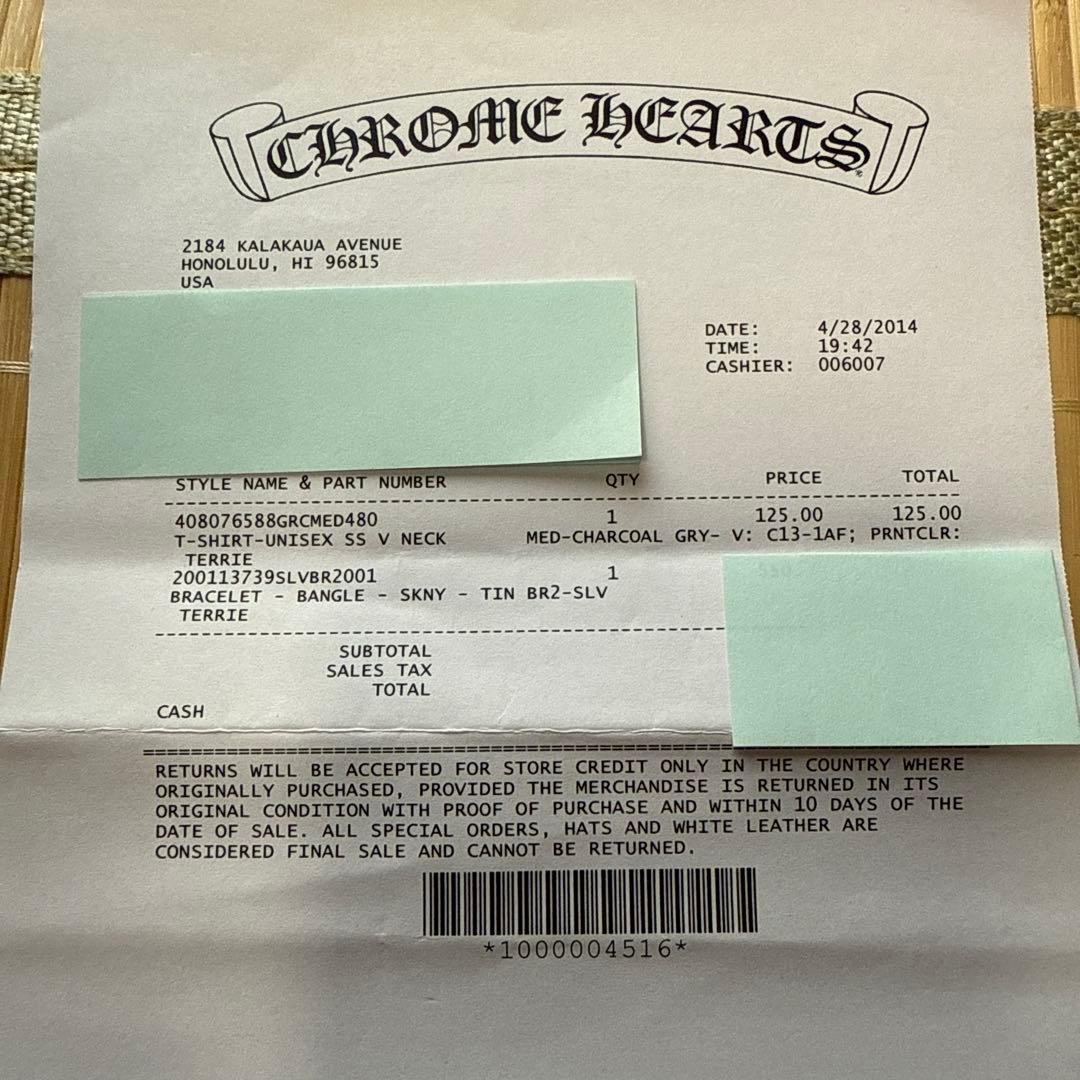 CHROME HEARTS®
2184 KALAKAUA AVENUE
HONOLULU, HI 96815
USA
DATE: 4/28/2014
TIME: 19:42
CASHIER: 006007
STYLE NAME & PART NUMBER QTY PRICE TOTAL
408076588GRCMED480 1 125.00 125.00
T-SHIRT-UNISEX SS V NECK MED-CHARCOAL GRY- V: C13-1AF; PRNTCLR:
TERRIE
200113739SLVBR2001 1
BRACELET - BANGLE - SKNY - TIN BR2-SLV
TERRIE
SUBTOTAL
SALES TAX
TOTAL
CASH
RETURNS WILL BE ACCEPTED FOR STORE CREDIT ONLY IN THE COUNTRY WHERE
ORIGINALLY PURCHASED, PROVIDED THE MERCHANDISE IS RETURNED IN ITS
ORIGINAL CONDITION WITH PROOF OF PURCHASE AND WITHIN 10 DAYS OF THE
DATE OF SALE. ALL SPECIAL ORDERS, HATS AND WHITE LEATHER ARE
CONSIDERED FINAL SALE AND CANNOT BE RETURNED.
*1000004516*